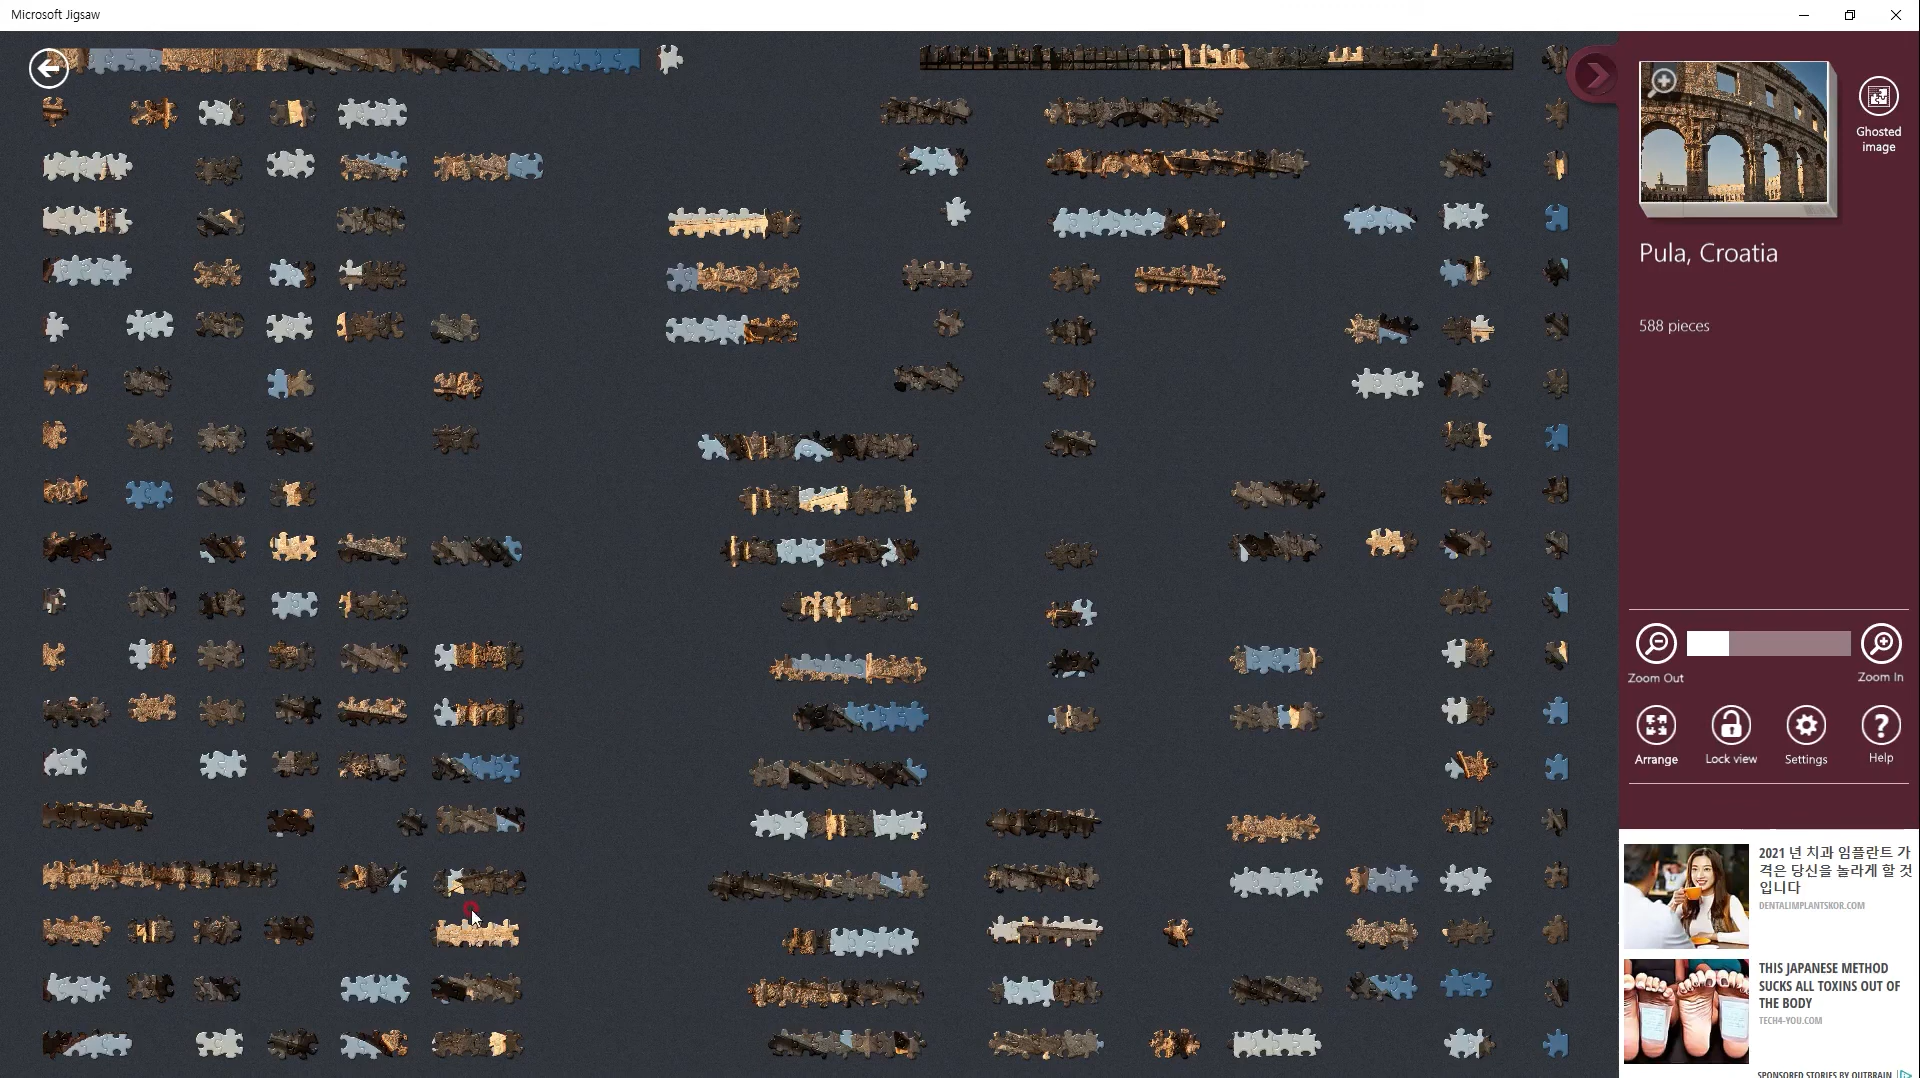 Microsoft Jigsaw
Ghosted
image
Pula, Croatia
588 pieces
Zoom Out
Zoom In
Arrange
Lock view
Settings
Help
2021 년 치과 임플란트 가
격은 당신을 놀라게 할 것
입니다
DENTALIMPLANTSKOR.COM
THIS JAPANESE METHOD
SUCKS ALL TOXINS OUT OF
THE BODY
TECH4-YOU.COM
SPONSORED STORIES BY OUTBRAIN